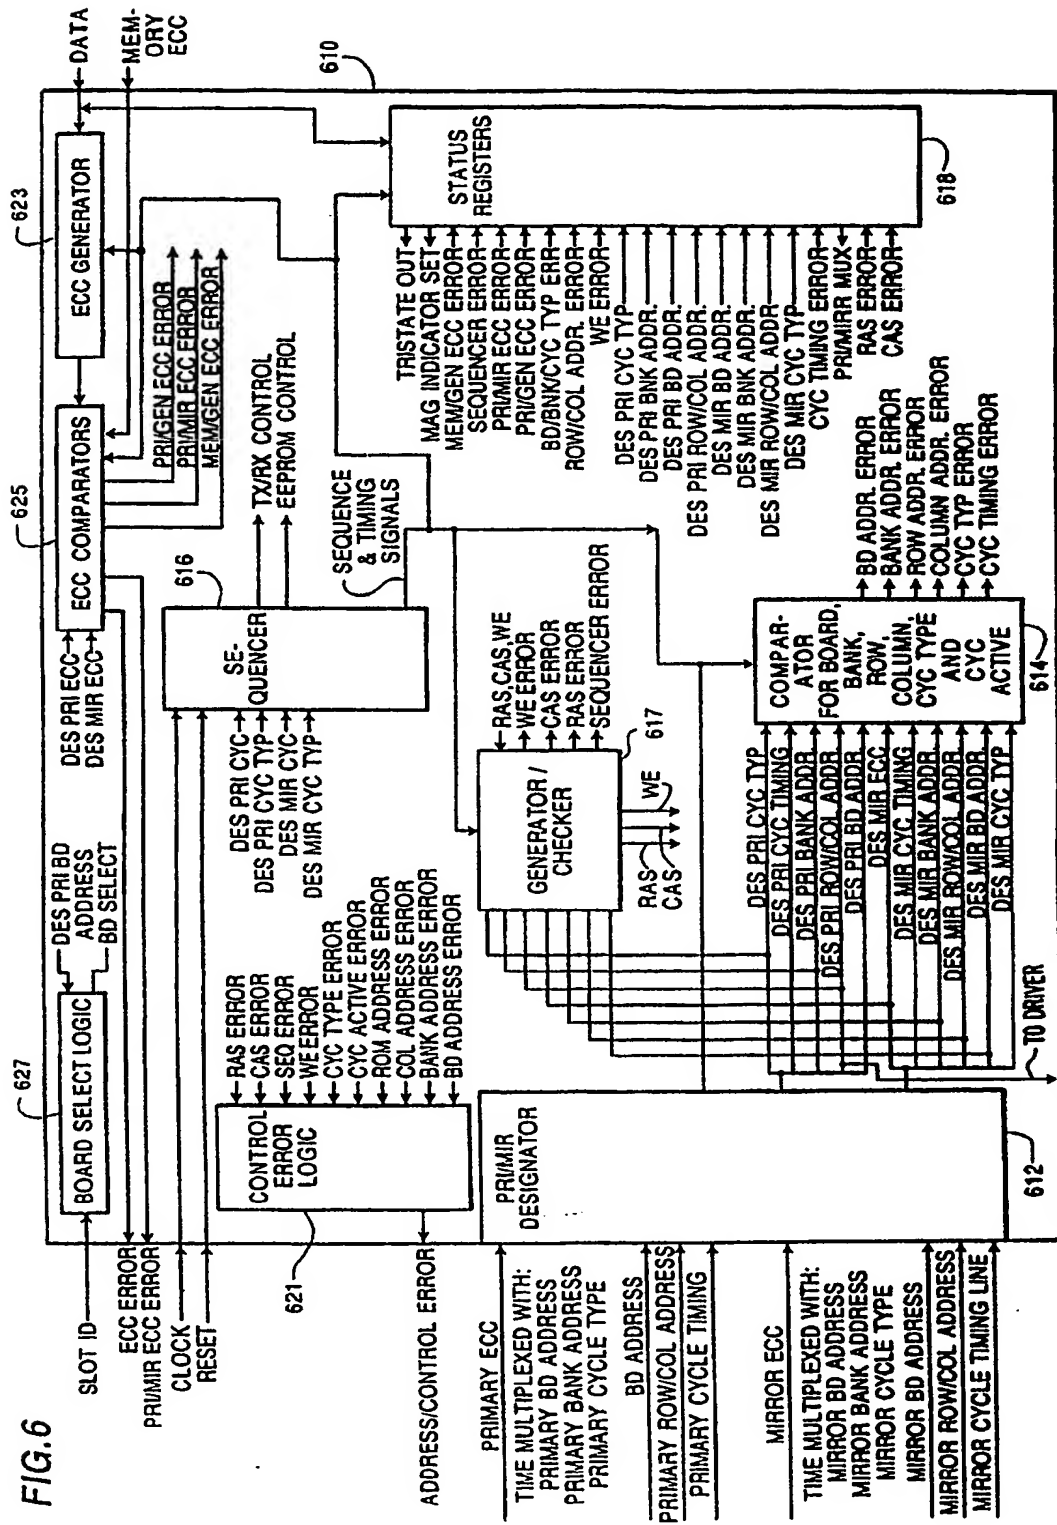 FIG.6
SLOT ID
ECC ERROR
PRI/MIR ECC ERROR
CLOCK
RESET
ADDRESS/CONTROL ERROR
PRIMARY ECC
TIME MULTIPLEXED WITH:
PRIMARY BD ADDRESS
PRIMARY BANK ADDRESS
PRIMARY CYCLE TYPE
BD ADDRESS
PRIMARY ROW/COL ADDRESS
PRIMARY CYCLE TIMING
MIRROR ECC
TIME MULTIPLEXED WITH:
MIRROR BD ADDRESS
MIRROR BANK ADDRESS
MIRROR CYCLE TYPE
MIRROR BD ADDRESS
MIRROR ROW/COL ADDRESS
MIRROR CYCLE TIMING LINE
627
BOARD SELECT LOGIC
DES PRI BD
ADDRESS
BD SELECT
621
CONTROL
ERROR
LOGIC
RAS ERROR
CAS ERROR
SEQ ERROR
WE ERROR
CYC TYPE ERROR
CYC ACTIVE ERROR
ROM ADDRESS ERROR
COL ADDRESS ERROR
BANK ADDRESS ERROR
BD ADDRESS ERROR
PRI/MIR
DESIGNATOR
612
TO DRIVER
625
ECC COMPARATORS
DES PRI ECC
DES MIR ECC
PRI/GEN ECC ERROR
PRI/MIR ECC ERROR
MEM/GEN ECC ERROR
623
ECC GENERATOR
DATA
MEM-
ORY
ECC
610
616
SE-
QUENCER
DES PRI CYC
DES PRI CYC TYP
DES MIR CYC
DES MIR CYC TYP
TX/RX CONTROL
EEPROM CONTROL
SEQUENCE
& TIMING
SIGNALS
GENERATOR /
CHECKER
617
RAS,CAS,WE
WE ERROR
CAS ERROR
RAS ERROR
SEQUENCER ERROR
RAS
CAS
WE
DES PRI CYC TYP
DES PRI CYC TIMING
DES PRI BANK ADDR.
DES PRI ROW/COL ADDR.
DES PRI BD ADDR
DES MIR ECC
DES MIR CYC TIMING
DES MIR BANK ADDR.
DES MIR ROW/COL ADDR.
DES MIR BD ADDR.
DES MIR CYC TYP
COMPAR-
ATOR
FOR BOARD,
BANK,
ROW,
COLUMN,
CYC TYPE
AND
CYC
ACTIVE
614
BD ADDR. ERROR
BANK ADDR. ERROR
ROW ADDR. ERROR
COLUMN ADDR. ERROR
CYC TYP ERROR
CYC TIMING ERROR
STATUS
REGISTERS
618
TRISTATE OUT
MAG INDICATOR SET
MEM/GEN ECC ERROR
SEQUENCER ERROR
PRI/MIR ECC ERROR
PRI/GEN ECC ERROR
BD/BNK/CYC TYP ERR
ROW/COL ADDR. ERROR
WE ERROR
DES PRI CYC TYP
DES PRI BNK ADDR.
DES PRI BD ADDR.
DES PRI ROW/COL ADDR.
DES MIR BD ADDR.
DES MIR BNK ADDR.
DES MIR ROW/COL ADDR
DES MIR CYC TYP
CYC TIMING ERROR
PRI/MIRR MUX
RAS ERROR
CAS ERROR